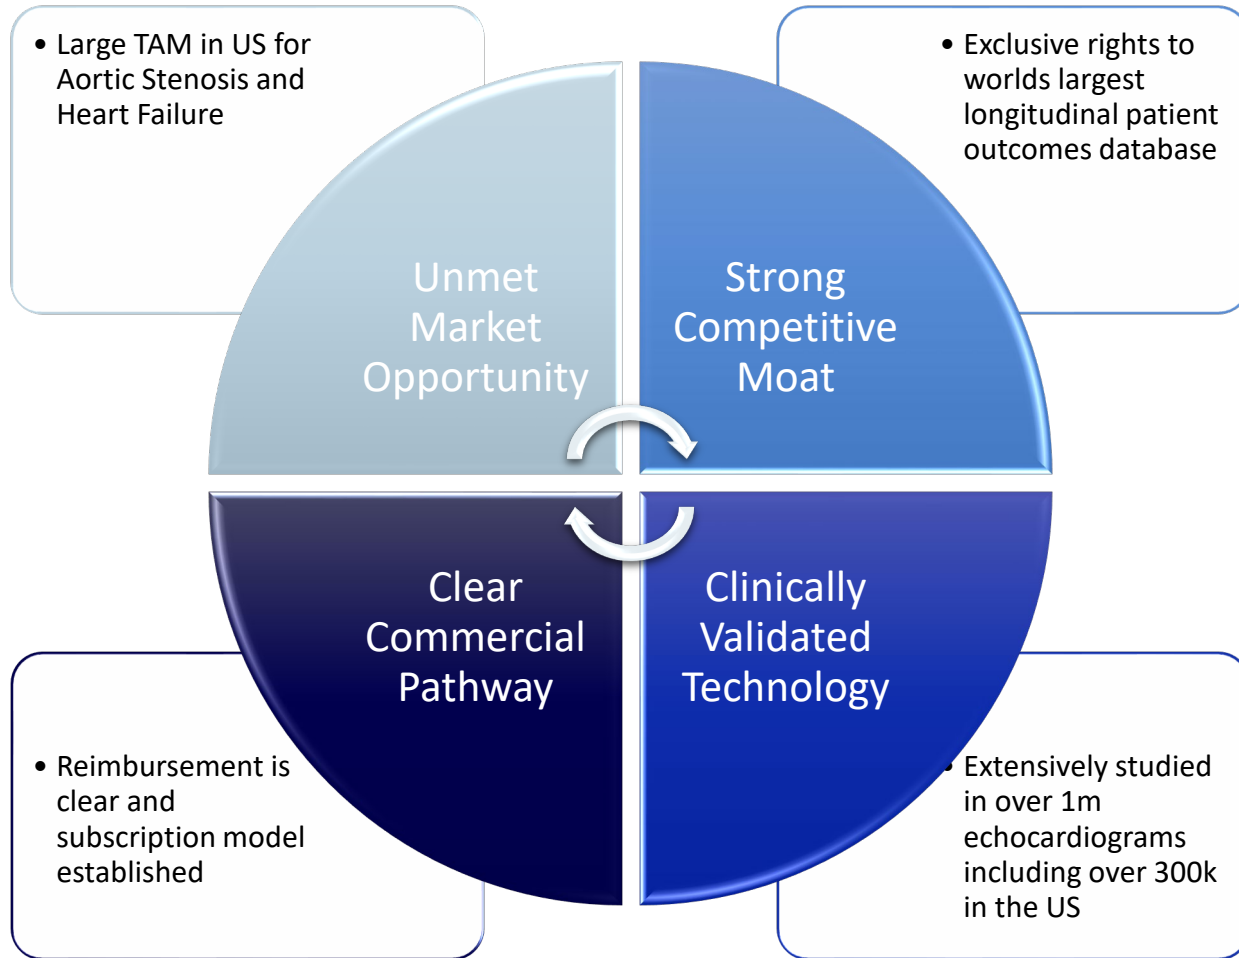 • Large TAM in US for
Aortic Stenosis and
Heart Failure
• Exclusive rights to
worlds largest
longitudinal patient
outcomes database
Unmet
Market
Opportunity
Strong
Competitive
Moat
Clear
Commercial
Pathway
Clinically
Validated
Technology
• Reimbursement is
clear and
subscription model
established
• Extensively studied
in over 1m
echocardiograms
including over 300k
in the US